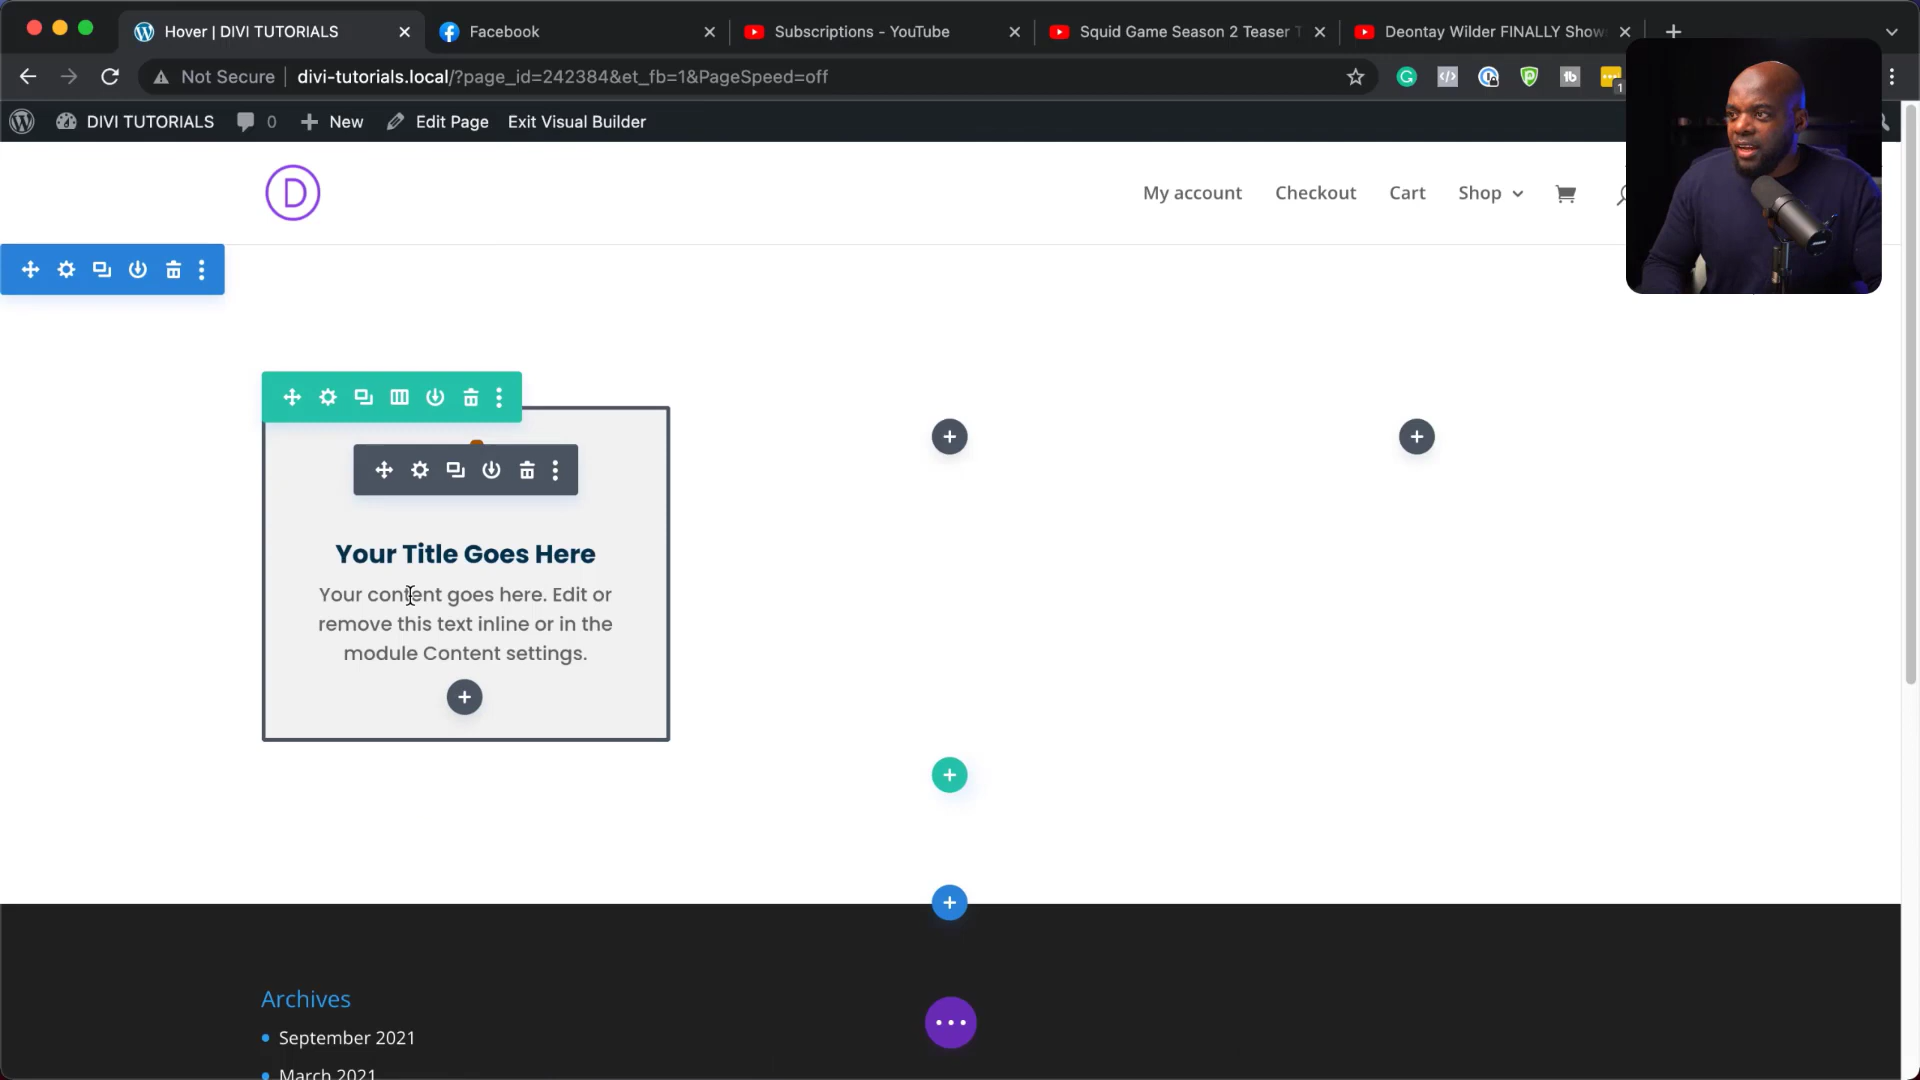 Hover | DIVI TUTORIALS
Facebook
Subscriptions - YouTube
Squid Game Season 2 Teaser T
Deontay Wilder FINALLY Show
Not Secure
divi-tutorials.local/?page_id=242384&et_fb=1&PageSpeed=off
1
DIVI TUTORIALS
0
New
Edit Page
Exit Visual Builder
D
My account
Checkout
Cart
Shop
Your Title Goes Here
Your content goes here. Edit or
remove this text inline or in the
module Content settings.
Archives
September 2021
March 2021